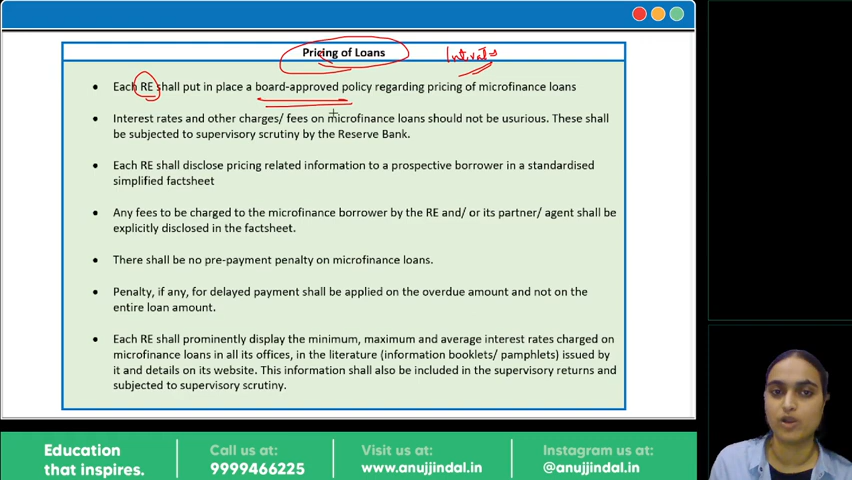 Pricing of Loans
Int. rates
• Each RE shall put in place a board-approved policy regarding pricing of microfinance loans
• Interest rates and other charges/ fees on microfinance loans should not be usurious. These shall
be subjected to supervisory scrutiny by the Reserve Bank.
• Each RE shall disclose pricing related information to a prospective borrower in a standardised
simplified factsheet
• Any fees to be charged to the microfinance borrower by the RE and/ or its partner/ agent shall be
explicitly disclosed in the factsheet.
• There shall be no pre-payment penalty on microfinance loans.
• Penalty, if any, for delayed payment shall be applied on the overdue amount and not on the
entire loan amount.
• Each RE shall prominently display the minimum, maximum and average interest rates charged on
microfinance loans in all its offices, in the literature (information booklets/ pamphlets) issued by
it and details on its website. This information shall also be included in the supervisory returns and
subjected to supervisory scrutiny.
Education
that inspires.
Call us at:
9999466225
Visit us at:
www.anujjindal.in
Instagram us at:
@anujjindal.in